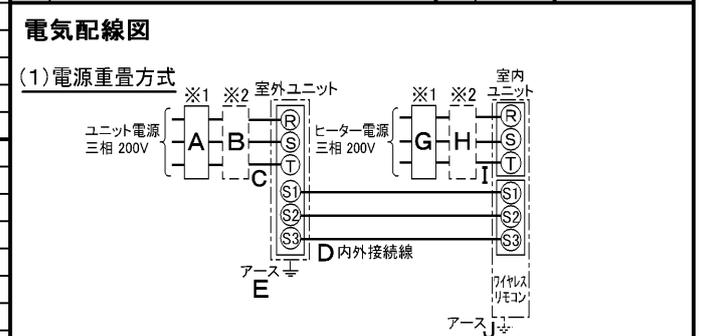 電気配線図
(1)電源重畳方式
※1
※2
室外ユニット
ユニット電源
三相 200V
A
B
R
S
T
C
S1
S2
S3
D 内外接続線
アース
E
※1
※2
室内
ユニット
ヒーター電源
三相 200V
G
H
R
S
T
I
S1
S2
S3
ワイヤレス
リモコン
アース J